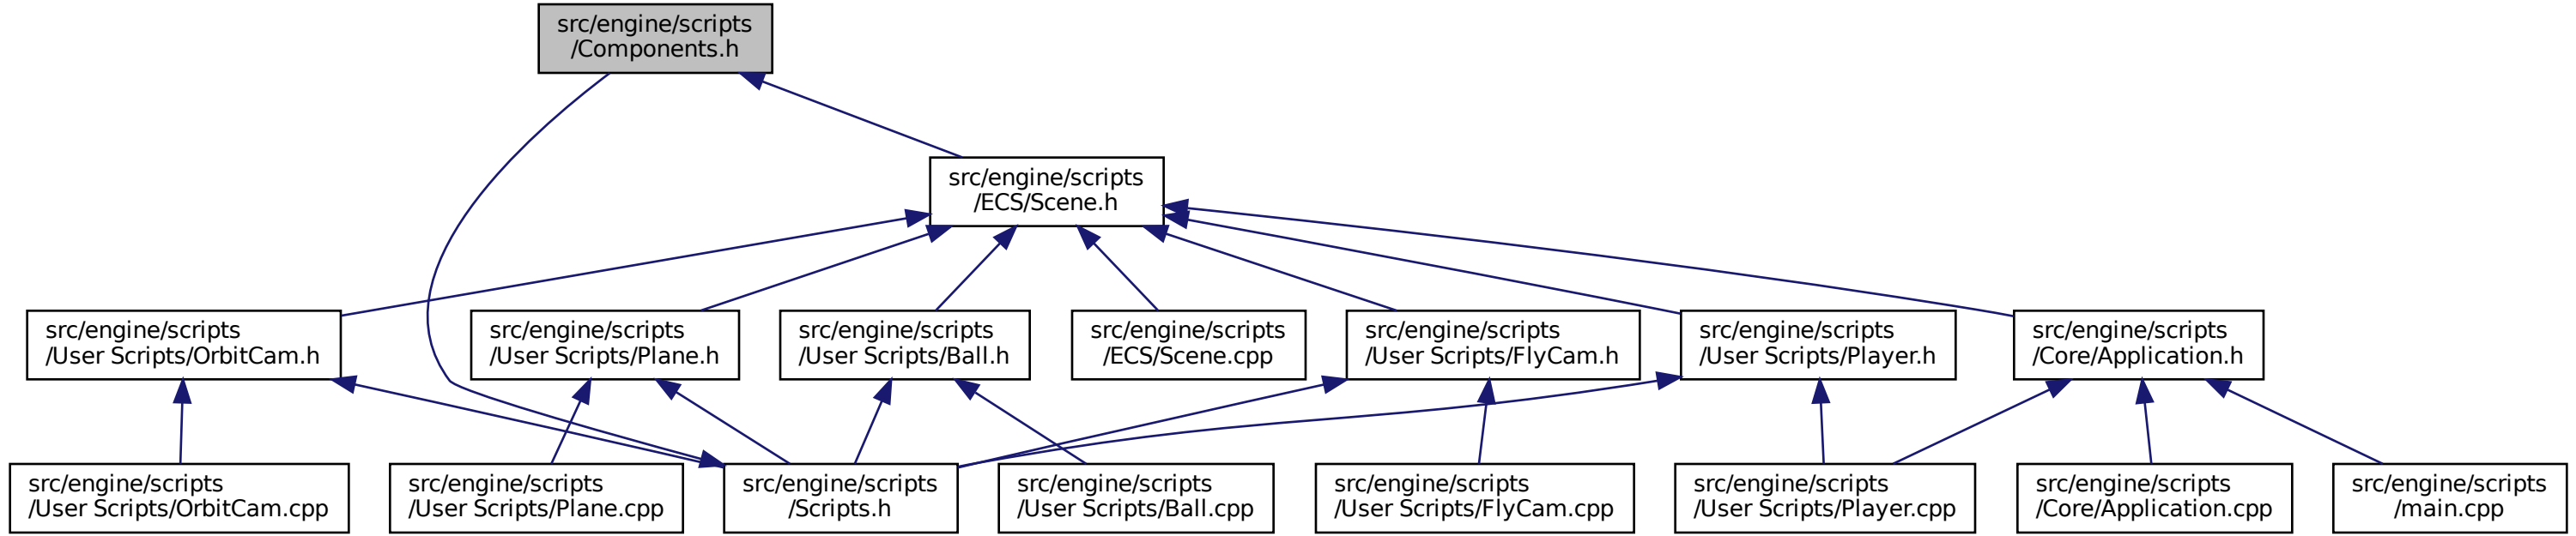 src/engine/scripts
/Components.h
src/engine/scripts
/ECS/Scene.h
src/engine/scripts
/User Scripts/OrbitCam.h
src/engine/scripts
/User Scripts/Plane.h
src/engine/scripts
/User Scripts/Ball.h
src/engine/scripts
/ECS/Scene.cpp
src/engine/scripts
/User Scripts/FlyCam.h
src/engine/scripts
/User Scripts/Player.h
src/engine/scripts
/Core/Application.h
src/engine/scripts
/User Scripts/OrbitCam.cpp
src/engine/scripts
/User Scripts/Plane.cpp
src/engine/scripts
/Scripts.h
src/engine/scripts
/User Scripts/Ball.cpp
src/engine/scripts
/User Scripts/FlyCam.cpp
src/engine/scripts
/User Scripts/Player.cpp
src/engine/scripts
/Core/Application.cpp
src/engine/scripts
/main.cpp